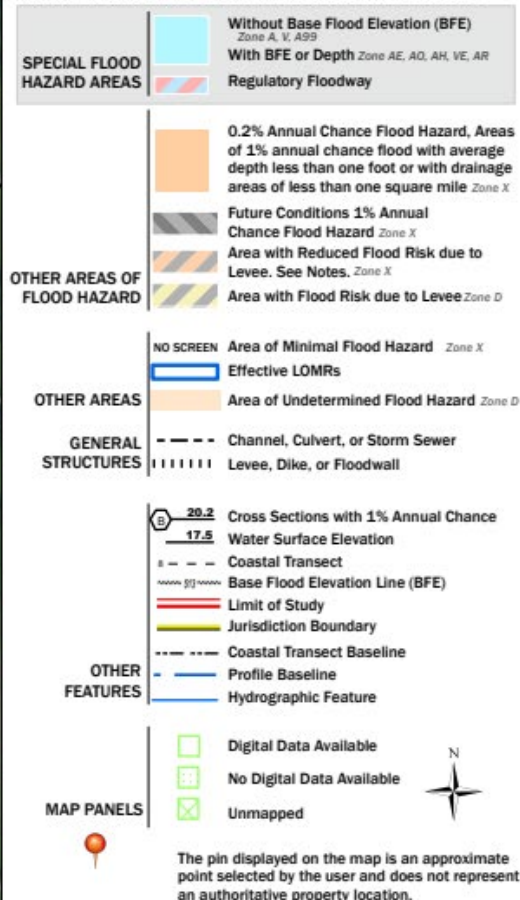 SPECIAL FLOOD
HAZARD AREAS
Without Base Flood Elevation (BFE)
Zone A, V, A99
With BFE or Depth Zone AE, AO, AH, VE, AR
Regulatory Floodway
OTHER AREAS OF
FLOOD HAZARD
0.2% Annual Chance Flood Hazard, Areas
of 1% annual chance flood with average
depth less than one foot or with drainage
areas of less than one square mile Zone X
Future Conditions 1% Annual
Chance Flood Hazard Zone X
Area with Reduced Flood Risk due to
Levee. See Notes. Zone X
Area with Flood Risk due to Levee Zone D
OTHER AREAS
NO SCREEN Area of Minimal Flood Hazard Zone X
Effective LOMRs
Area of Undetermined Flood Hazard Zone D
GENERAL
STRUCTURES
Channel, Culvert, or Storm Sewer
Levee, Dike, or Floodwall
OTHER
FEATURES
B 20.2 Cross Sections with 1% Annual Chance
17.5 Water Surface Elevation
8 Coastal Transect
513 Base Flood Elevation Line (BFE)
Limit of Study
Jurisdiction Boundary
Coastal Transect Baseline
Profile Baseline
Hydrographic Feature
MAP PANELS
Digital Data Available
No Digital Data Available
Unmapped
N
The pin displayed on the map is an approximate
point selected by the user and does not represent
an authoritative property location.